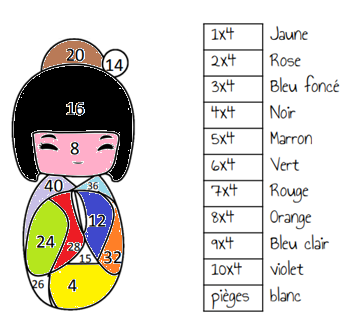 20
14
16
8
40
36
12
24
28
15
32
26
4
1x4 Jaune
2x4 Rose
3x4 Bleu foncé
4x4 Noir
5x4 Marron
6x4 Vert
7x4 Rouge
8x4 Orange
9x4 Bleu clair
10x4 violet
pièges blanc